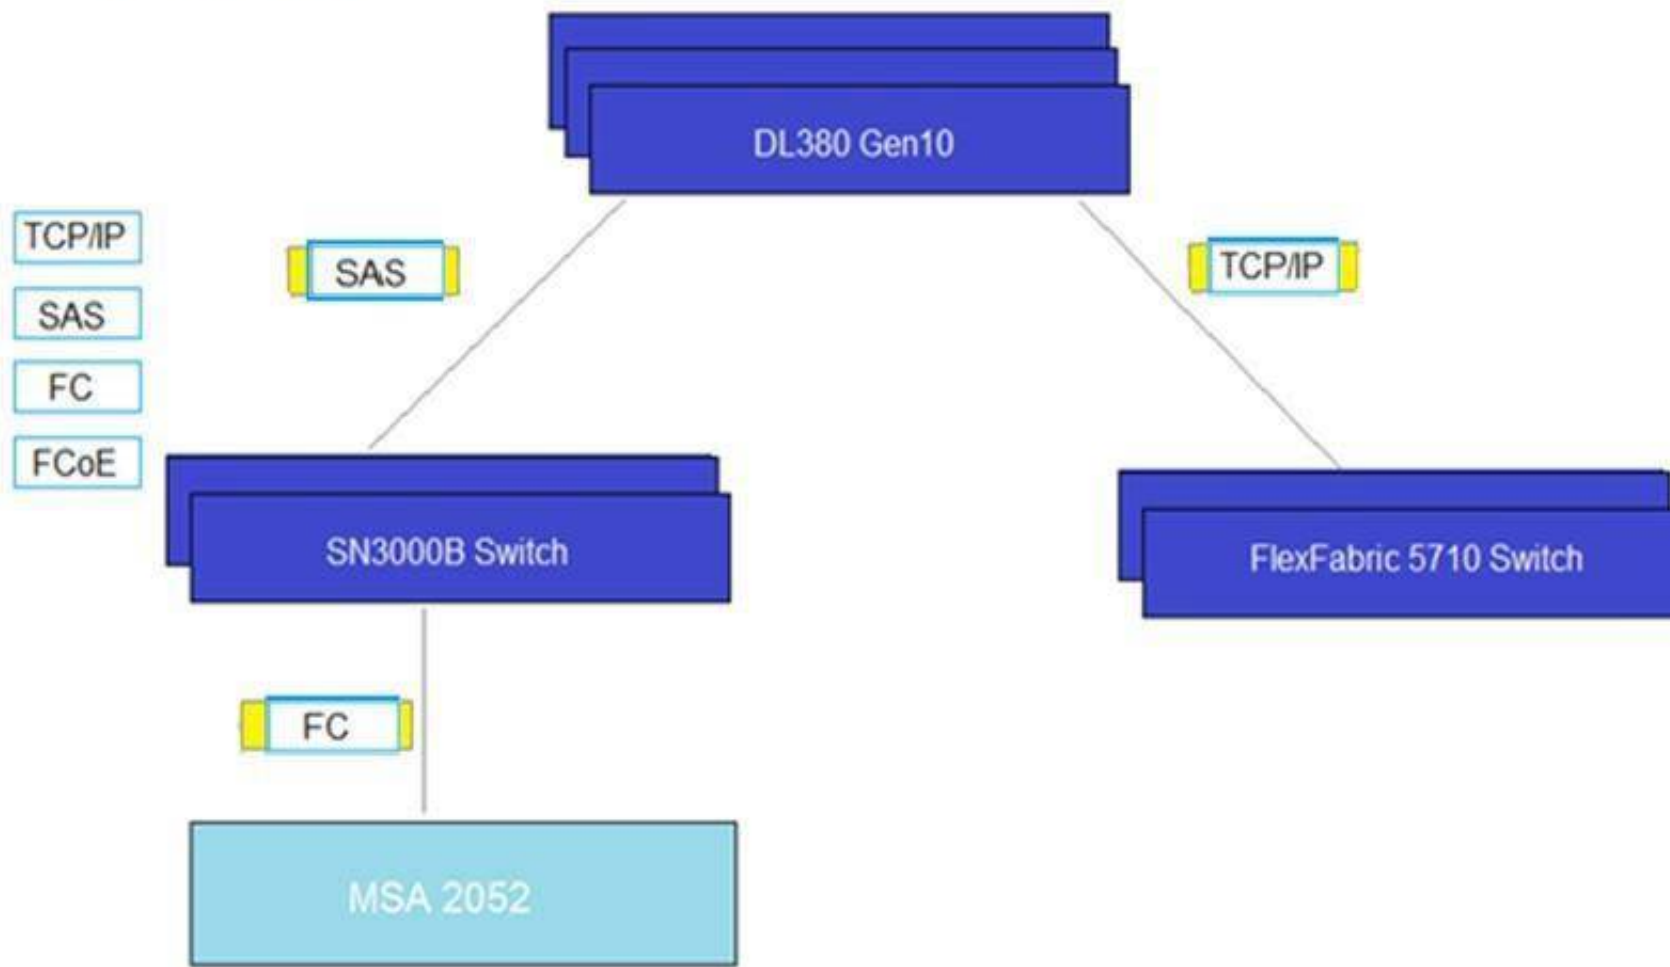 DL380 Gen10
TCP/IP
SAS
FC
FCoE
SAS
TCP/IP
SN3000B Switch
FlexFabric 5710 Switch
FC
MSA 2052